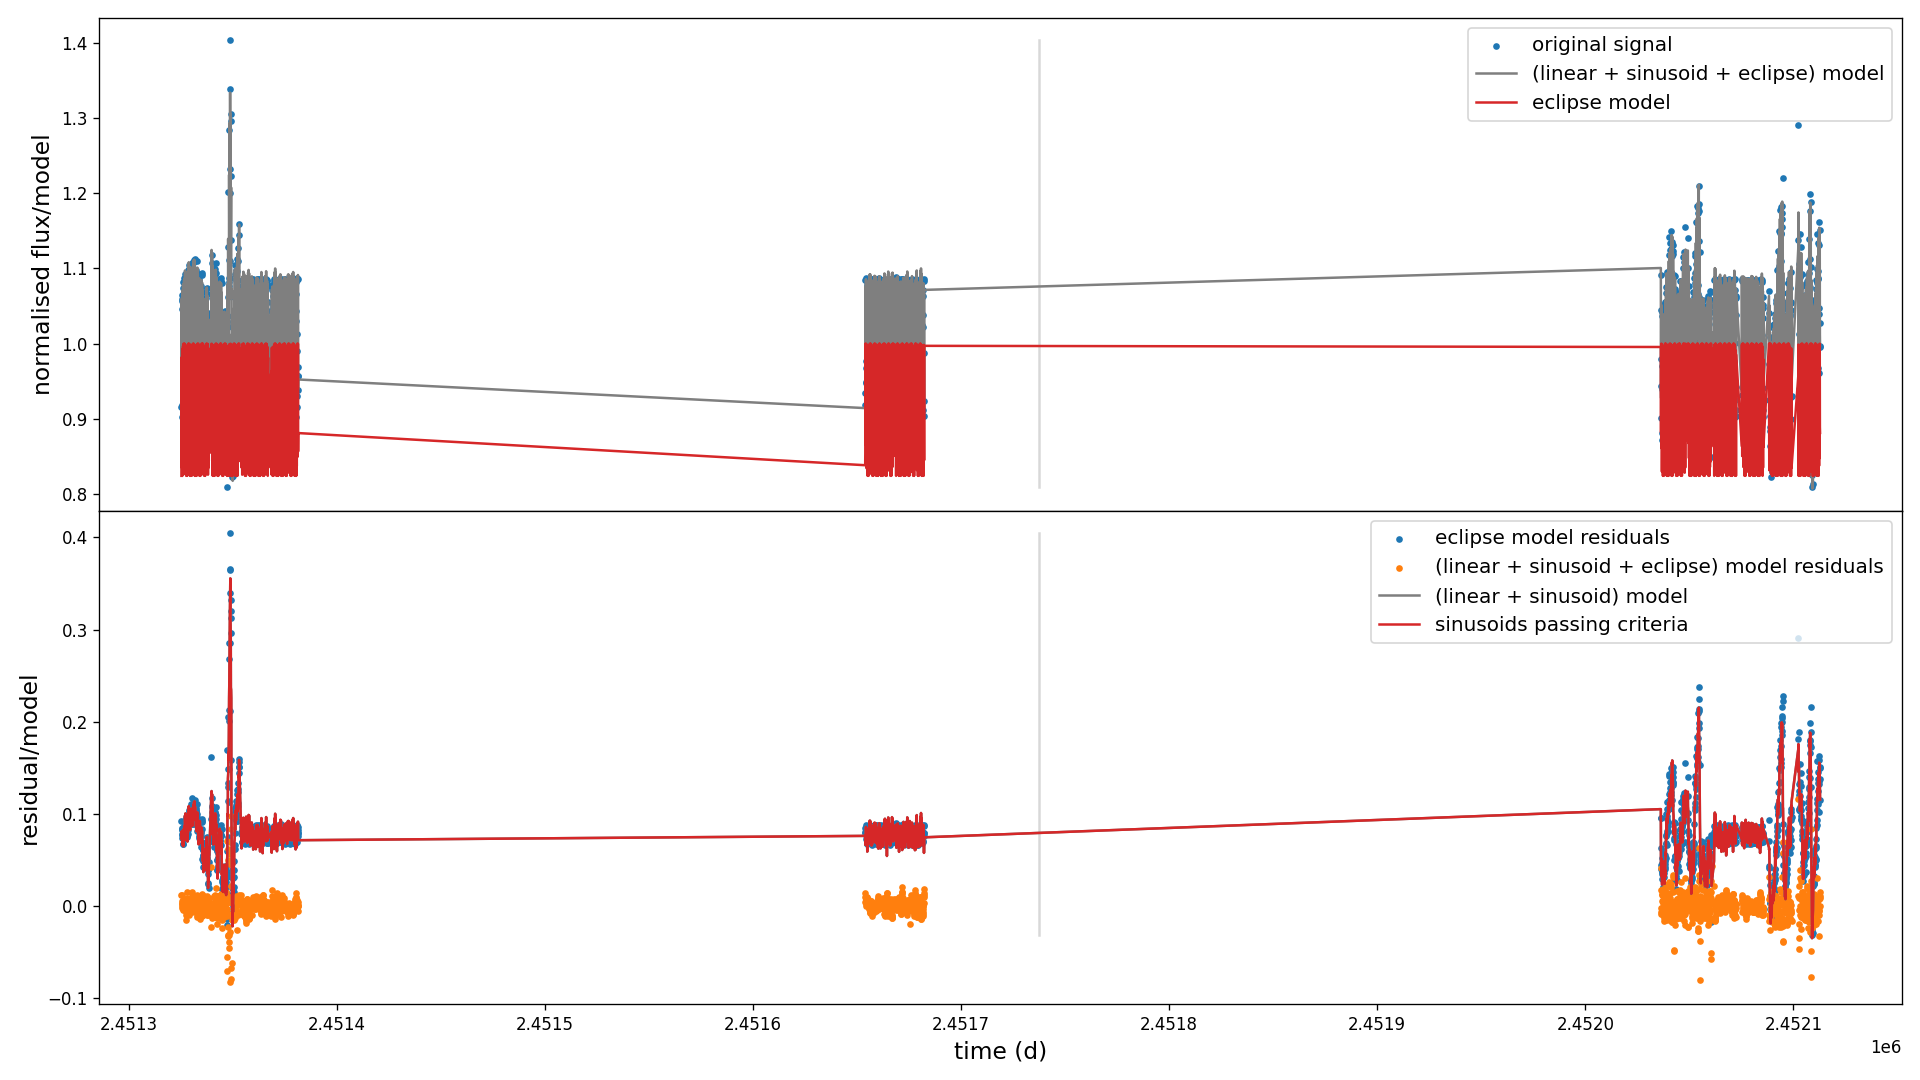 original signal
(linear + sinusoid + eclipse) model
eclipse model
1.4
1.3
1.2
1.1
1.0
0.9
0.8
normalised flux/model
eclipse model residuals
(linear + sinusoid + eclipse) model residuals
(linear + sinusoid) model
sinusoids passing criteria
0.4
0.3
0.2
0.1
0.0
−0.1
residual/model
2.4513 2.4514 2.4515 2.4516 2.4517 2.4518 2.4519 2.4520 2.4521
1e6
time (d)